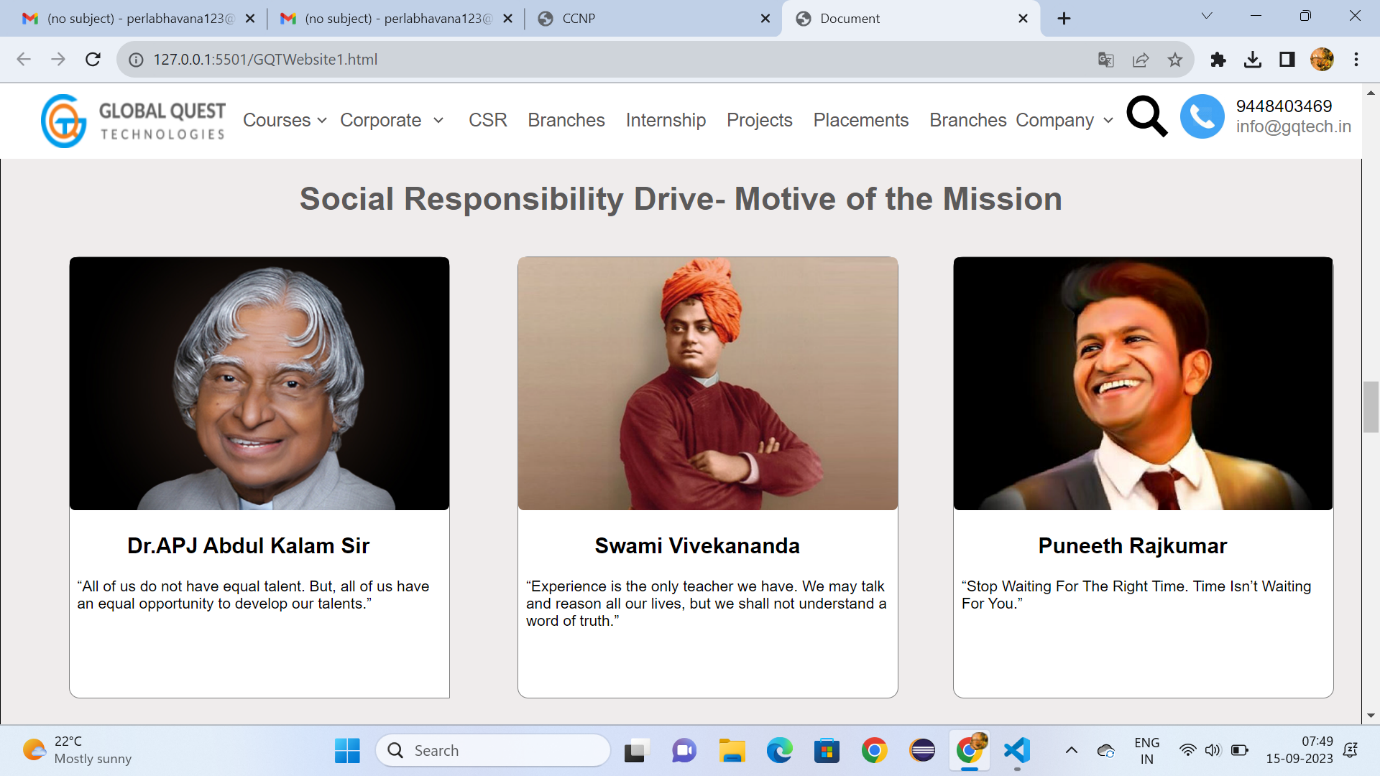 (no subject) - perlabhavana123@
(no subject) - perlabhavana123@
CCNP
Document
127.0.0.1:5501/GQTWebsite1.html
GLOBAL QUEST
TECHNOLOGIES
Courses Corporate CSR Branches Internship Projects Placements Branches Company
9448403469
info@gqtech.in
Social Responsibility Drive- Motive of the Mission
Dr.APJ Abdul Kalam Sir
“All of us do not have equal talent. But, all of us have
an equal opportunity to develop our talents.”
Swami Vivekananda
“Experience is the only teacher we have. We may talk
and reason all our lives, but we shall not understand a
word of truth.”
Puneeth Rajkumar
“Stop Waiting For The Right Time. Time Isn’t Waiting
For You.”
22°C
Mostly sunny
Search
ENG
IN
07:49
15-09-2023